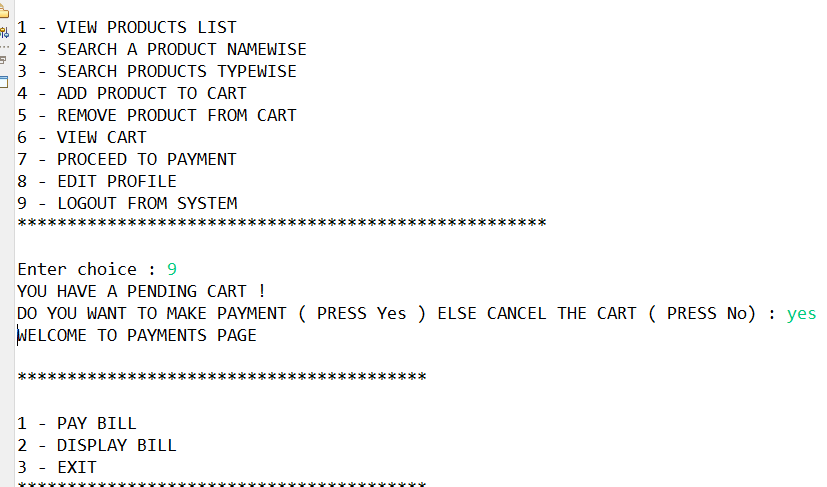 1 - VIEW PRODUCTS LIST
2 - SEARCH A PRODUCT NAMEWISE
3 - SEARCH PRODUCTS TYPEWISE
4 - ADD PRODUCT TO CART
5 - REMOVE PRODUCT FROM CART
6 - VIEW CART
7 - PROCEED TO PAYMENT
8 - EDIT PROFILE
9 - LOGOUT FROM SYSTEM
*****************************************************
Enter choice : 9
YOU HAVE A PENDING CART !
DO YOU WANT TO MAKE PAYMENT ( PRESS Yes ) ELSE CANCEL THE CART ( PRESS No) : yes
WELCOME TO PAYMENTS PAGE
*****************************************
1 - PAY BILL
2 - DISPLAY BILL
3 - EXIT
*****************************************